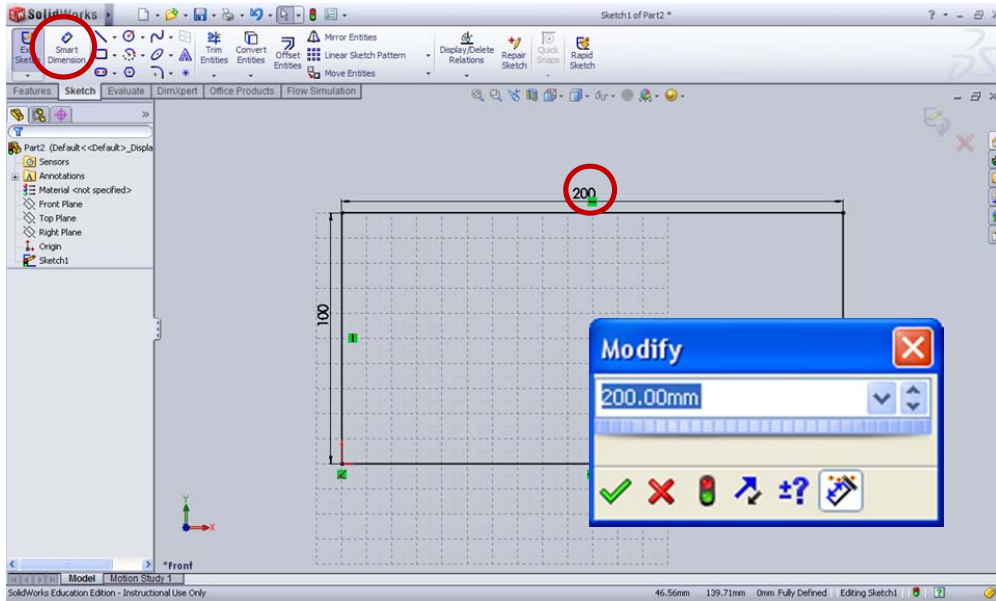 SolidWorks
Sketch1 of Part2 *
Smart Dimension
Trim Entities
Convert Entities
Offset Entities
Mirror Entities
Linear Sketch Pattern
Move Entities
Display/Delete Relations
Repair Sketch
Quick Snaps
Rapid Sketch
Features Sketch Evaluate DimXpert Office Products Flow Simulation
Part2 (Default<<Default>_Displa
Sensors
Annotations
Material <not specified>
Front Plane
Top Plane
Right Plane
Origin
Sketch1
200
100
Modify
200.00mm
±?
Y
X
*Front
Model Motion Study 1
SolidWorks Education Edition - Instructional Use Only
46.56mm 139.71mm 0mm Fully Defined Editing Sketch1